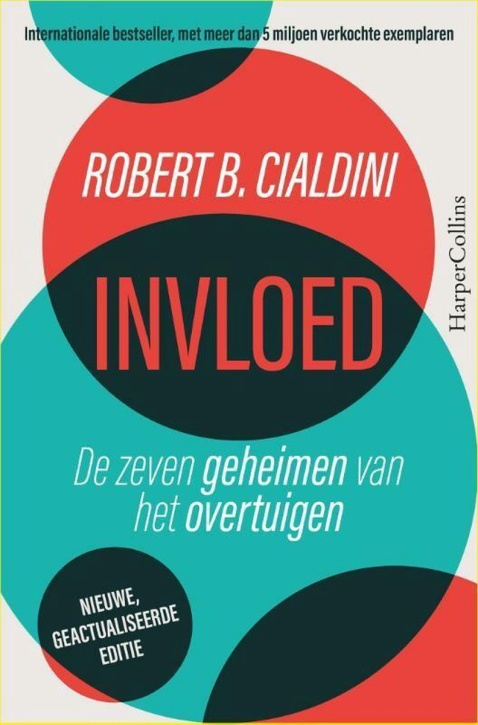 Internationale bestseller, met meer dan 5 miljoen verkochte exemplaren
ROBERT B. CIALDINI
HarperCollins
INVLOED
De zeven geheimen van
het overtuigen
NIEUWE,
GEACTUALISEERDE
EDITIE